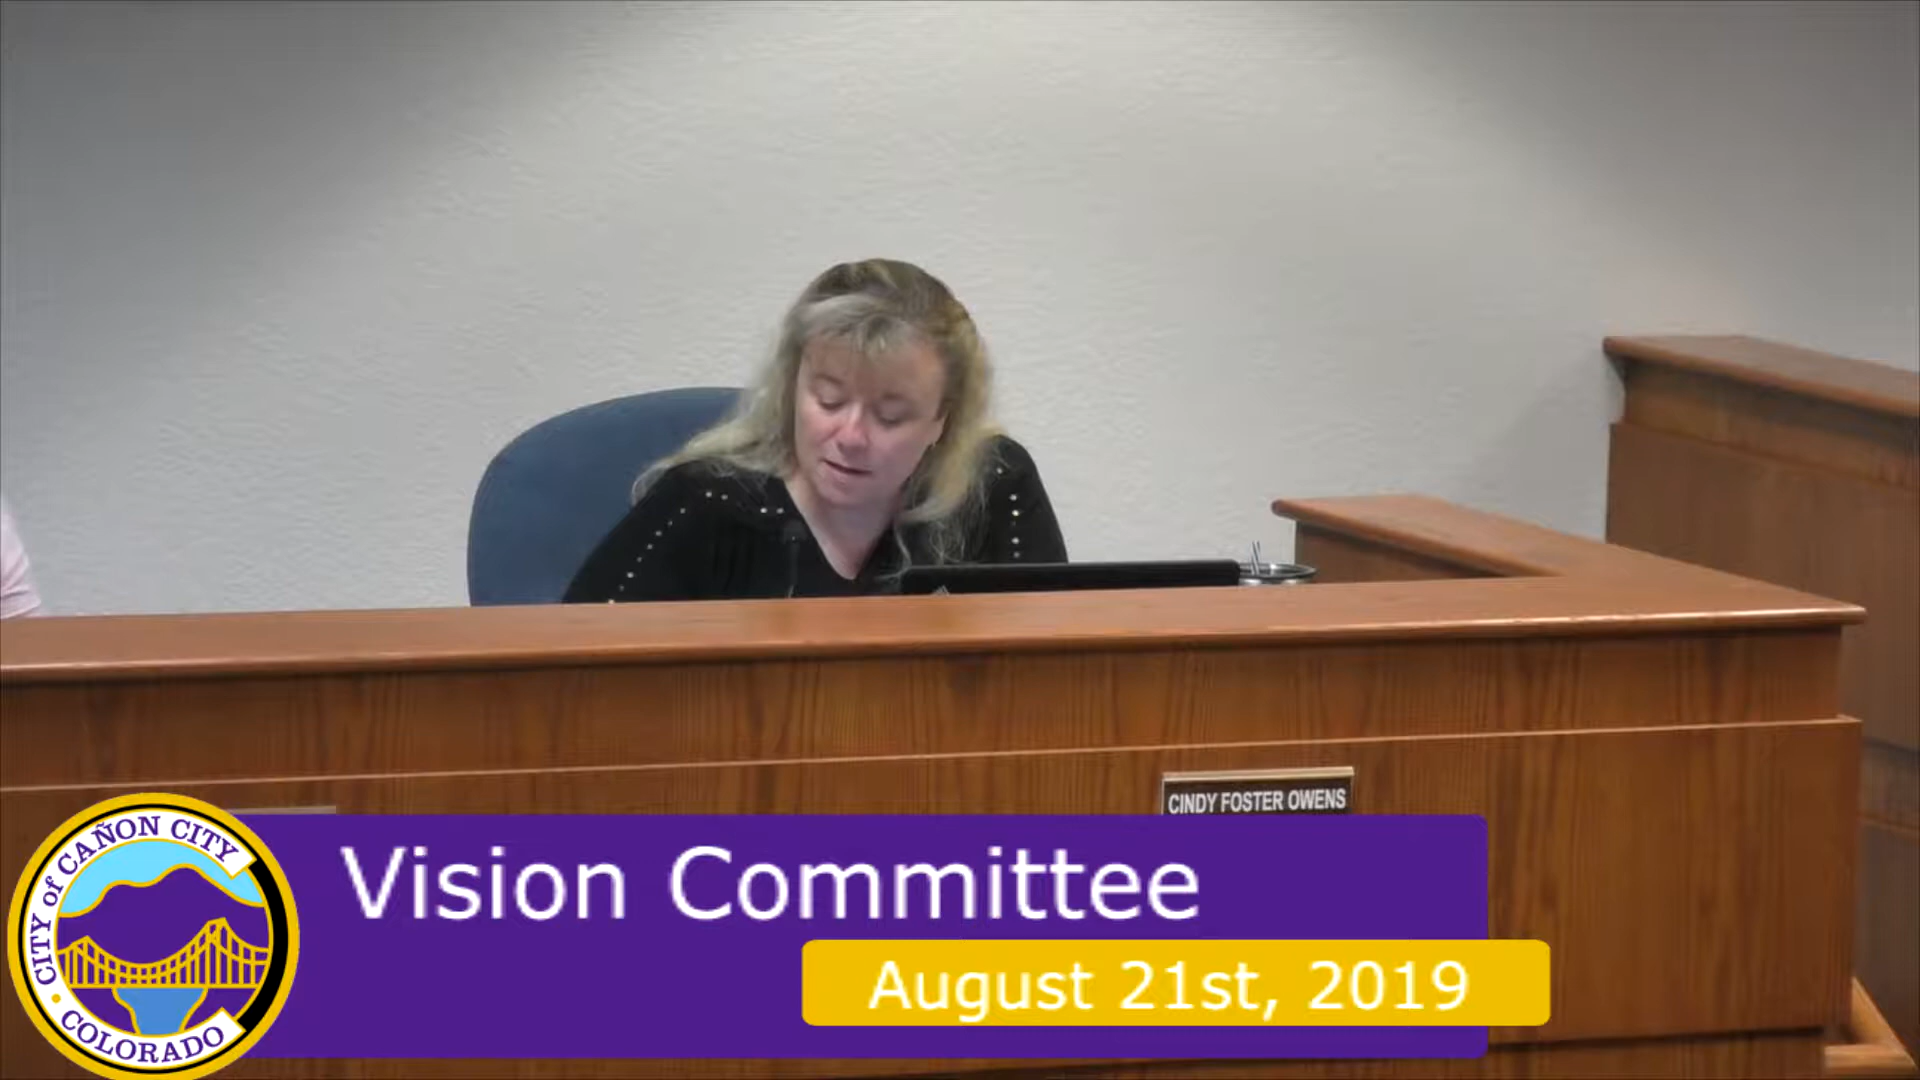 CINDY FOSTER OWENS
Vision Committee
August 21st, 2019
CITY of CAÑON CITY
COLORADO